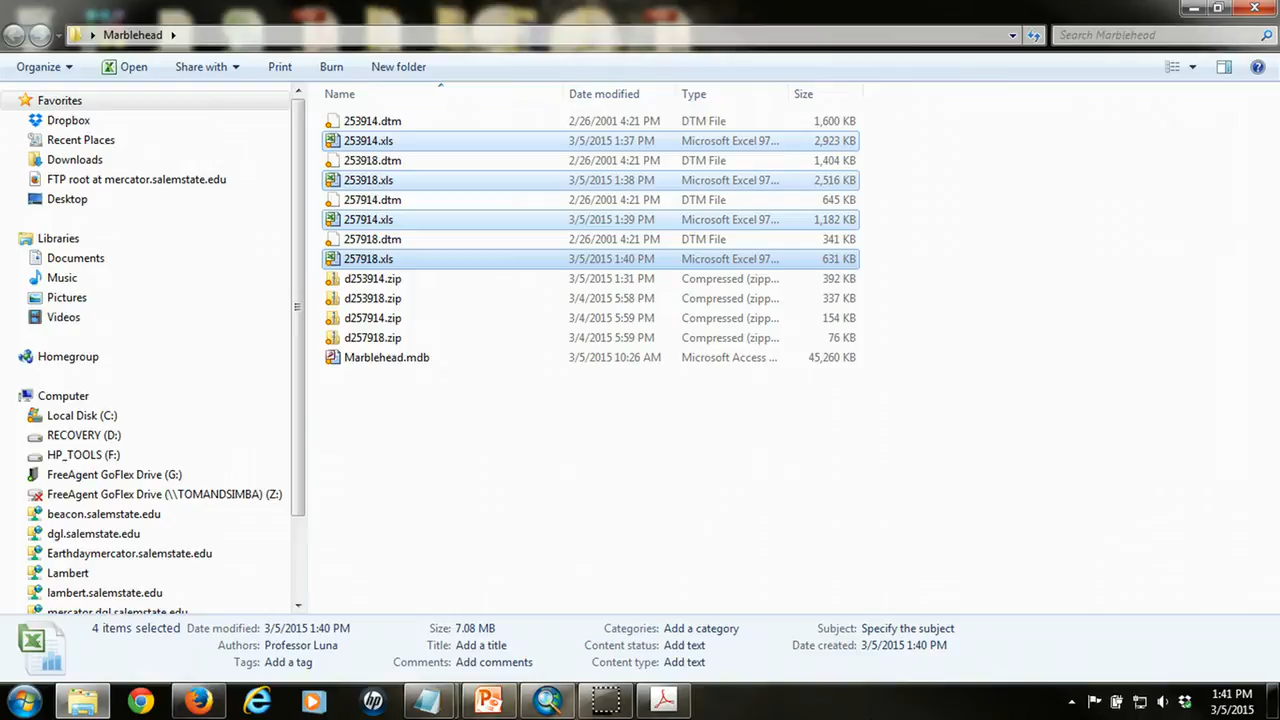 Marblehead
Search Marblehead
Organize Open Share with Print Burn New folder
Name Date modified Type Size
Favorites
Dropbox
Recent Places
Downloads
FTP root at mercator.salemstate.edu
Desktop
Libraries
Documents
Music
Pictures
Videos
Homegroup
Computer
Local Disk (C:)
RECOVERY (D:)
HP_TOOLS (F:)
FreeAgent GoFlex Drive (G:)
FreeAgent GoFlex Drive (\\TOMANDSIMBA) (Z:)
beacon.salemstate.edu
dgl.salemstate.edu
Earthdaymercator.salemstate.edu
Lambert
lambert.salemstate.edu
mercator.dgl.salemstate.edu
253914.dtm 2/26/2001 4:21 PM DTM File 1,600 KB
253914.xls 3/5/2015 1:37 PM Microsoft Excel 97... 2,923 KB
253918.dtm 2/26/2001 4:21 PM DTM File 1,404 KB
253918.xls 3/5/2015 1:38 PM Microsoft Excel 97... 2,516 KB
257914.dtm 2/26/2001 4:21 PM DTM File 645 KB
257914.xls 3/5/2015 1:39 PM Microsoft Excel 97... 1,182 KB
257918.dtm 2/26/2001 4:21 PM DTM File 341 KB
257918.xls 3/5/2015 1:40 PM Microsoft Excel 97... 631 KB
d253914.zip 3/5/2015 1:31 PM Compressed (zipp... 392 KB
d253918.zip 3/4/2015 5:58 PM Compressed (zipp... 337 KB
d257914.zip 3/4/2015 5:59 PM Compressed (zipp... 154 KB
d257918.zip 3/4/2015 5:59 PM Compressed (zipp... 76 KB
Marblehead.mdb 3/5/2015 10:26 AM Microsoft Access ... 45,260 KB
4 items selected Date modified: 3/5/2015 1:40 PM Size: 7.08 MB Categories: Add a category Subject: Specify the subject
Authors: Professor Luna Title: Add a title Content status: Add text Date created: 3/5/2015 1:40 PM
Tags: Add a tag Comments: Add comments Content type: Add text
1:41 PM
3/5/2015